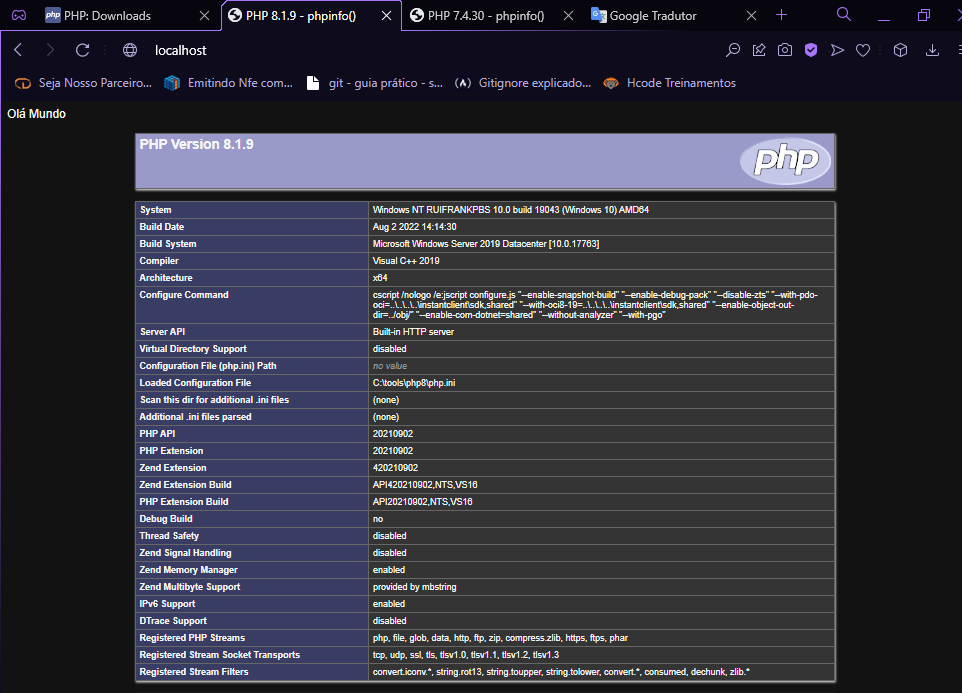 php PHP: Downloads
PHP 8.1.9 - phpinfo()
PHP 7.4.30 - phpinfo()
Google Tradutor
localhost
Seja Nosso Parceiro...
Emitindo Nfe com...
git - guia prático - s...
Gitignore explicado...
Hcode Treinamentos
Olá Mundo
PHP Version 8.1.9
php
System Windows NT RUIFRANKPBS 10.0 build 19043 (Windows 10) AMD64
Build Date Aug 2 2022 14:14:30
Build System Microsoft Windows Server 2019 Datacenter [10.0.17763]
Compiler Visual C++ 2019
Architecture x64
Configure Command cscript /nologo /e:jscript configure.js "--enable-snapshot-build" "--enable-debug-pack" "--disable-zts" "--with-pdo-
oci=..\..\..\..\instantclient\sdk,shared" "--with-oci8-19=..\..\..\..\instantclient\sdk,shared" "--enable-object-out-
dir=../obj/" "--enable-com-dotnet=shared" "--without-analyzer" "--with-pgo"
Server API Built-in HTTP server
Virtual Directory Support disabled
Configuration File (php.ini) Path no value
Loaded Configuration File C:\tools\php8\php.ini
Scan this dir for additional .ini files (none)
Additional .ini files parsed (none)
PHP API 20210902
PHP Extension 20210902
Zend Extension 420210902
Zend Extension Build API420210902,NTS,VS16
PHP Extension Build API20210902,NTS,VS16
Debug Build no
Thread Safety disabled
Zend Signal Handling disabled
Zend Memory Manager enabled
Zend Multibyte Support provided by mbstring
IPv6 Support enabled
DTrace Support disabled
Registered PHP Streams php, file, glob, data, http, ftp, zip, compress.zlib, https, ftps, phar
Registered Stream Socket Transports tcp, udp, ssl, tls, tlsv1.0, tlsv1.1, tlsv1.2, tlsv1.3
Registered Stream Filters convert.iconv.*, string.rot13, string.toupper, string.tolower, convert.*, consumed, dechunk, zlib.*